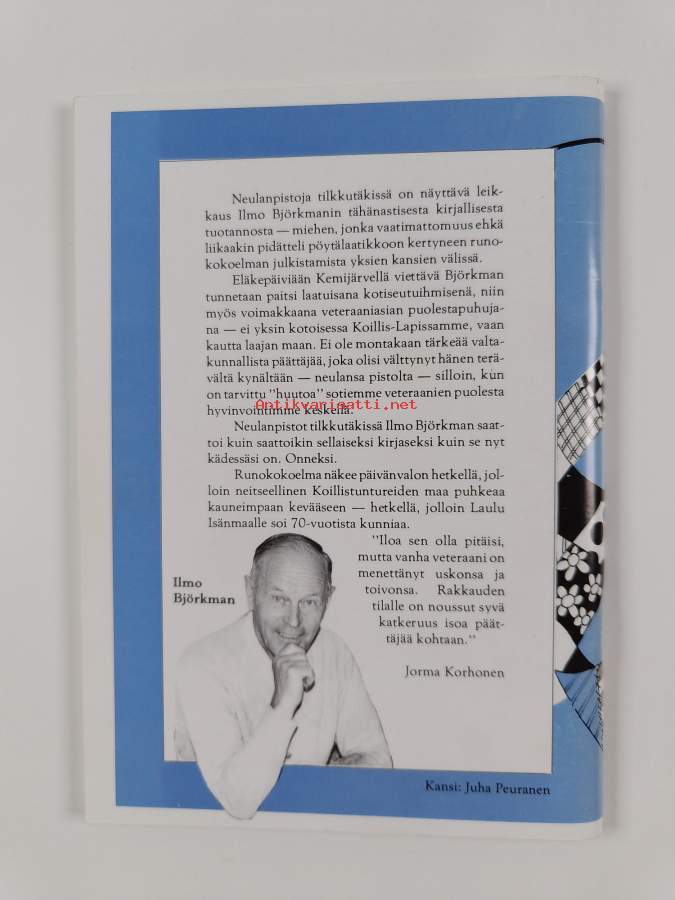 Neulanpistoja tilkkutäkissä on näyttävä leik-
kaus Ilmo Björkmanin tähänastisesta kirjallisesta
tuotannosta — miehen, jonka vaatimattomuus ehkä
liikaakin pidätteli pöytälaatikkoon kertyneen runo-
kokoelman julkistamista yksien kansien välissä.
Eläkepäiviään Kemijärvellä viettävä Björkman
tunnetaan paitsi laatuisana kotiseutuihmisenä, niin
myös voimakkaana veteraaniasian puolestapuhuja-
na — ei yksin kotoisessa Koillis-Lapissamme, vaan
kautta laajan maan. Ei ole montakaan tärkeää valta-
kunnallista päättäjää, joka olisi välttynyt hänen terä-
vältä kynältään — neulansa pistolta — silloin, kun
on tarvittu "huutoa" sotiemme veteraanien puolesta
hyvinvointimme keskellä.
Antikvariaatti.net
Neulanpistot tilkkutäkissä Ilmo Björkman saat-
toi kuin saattoikin sellaiseksi kirjaseksi kuin se nyt
kädessäsi on. Onneksi.
Runokokoelma näkee päivänvalon hetkellä, jol-
loin neitseellinen Koillistuntureiden maa puhkeaa
kauneimpaan kevääseen — hetkellä, jolloin Laulu
Isänmaalle soi 70-vuotista kunniaa.
"Iloa sen olla pitäisi,
mutta vanha veteraani on
menettänyt uskonsa ja
toivonsa. Rakkauden
tilalle on noussut syvä
katkeruus isoa päät-
täjää kohtaan."
Ilmo
Björkman
Jorma Korhonen
Kansi: Juha Peuranen